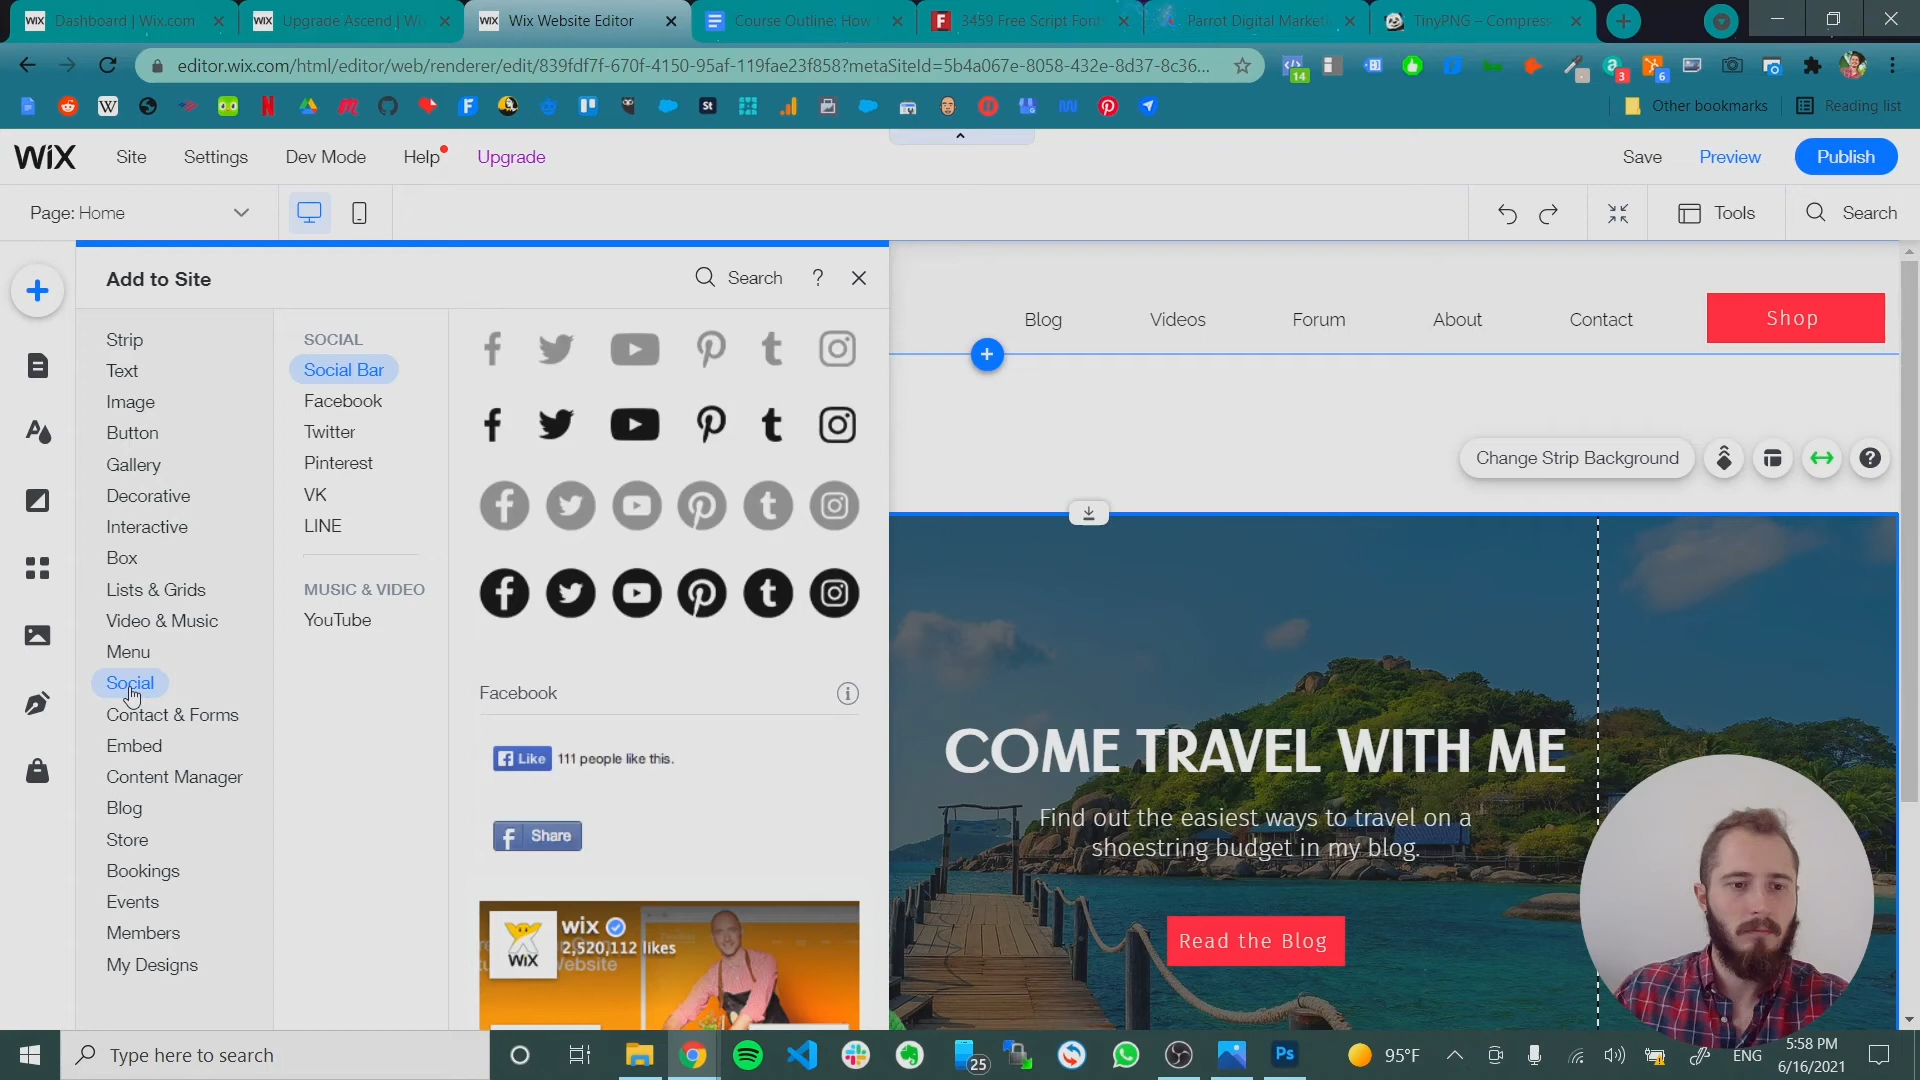 Dashboard | Wix.com
Upgrade Ascend | Wi
Wix Website Editor
Course Outline: How
3459 Free Script Fonts
Parrot Digital Marketi
TinyPNG – Compress
editor.wix.com/html/editor/web/renderer/edit/839fdf7f-670f-4150-95af-119fae23f858?metaSiteId=5b4a067e-8058-432e-8d37-8c36...
14
3
6
Other bookmarks
Reading list
WiX
Site
Settings
Dev Mode
Help
Upgrade
Save
Preview
Publish
Page: Home
Tools
Search
Add to Site
Search
?
Strip
Text
Image
Button
Gallery
Decorative
Interactive
Box
Lists & Grids
Video & Music
Menu
Social
Contact & Forms
Embed
Content Manager
Blog
Store
Bookings
Events
Members
My Designs
SOCIAL
Social Bar
Facebook
Twitter
Pinterest
VK
LINE
MUSIC & VIDEO
YouTube
Facebook
Like
111 people like this.
Share
WiX
wix
2,520,112 likes
Blog
Videos
Forum
About
Contact
Shop
Change Strip Background
COME TRAVEL WITH ME
Find out the easiest ways to travel on a
shoestring budget in my blog.
Read the Blog
Type here to search
25
Ps
95°F
ENG
5:58 PM
6/16/2021